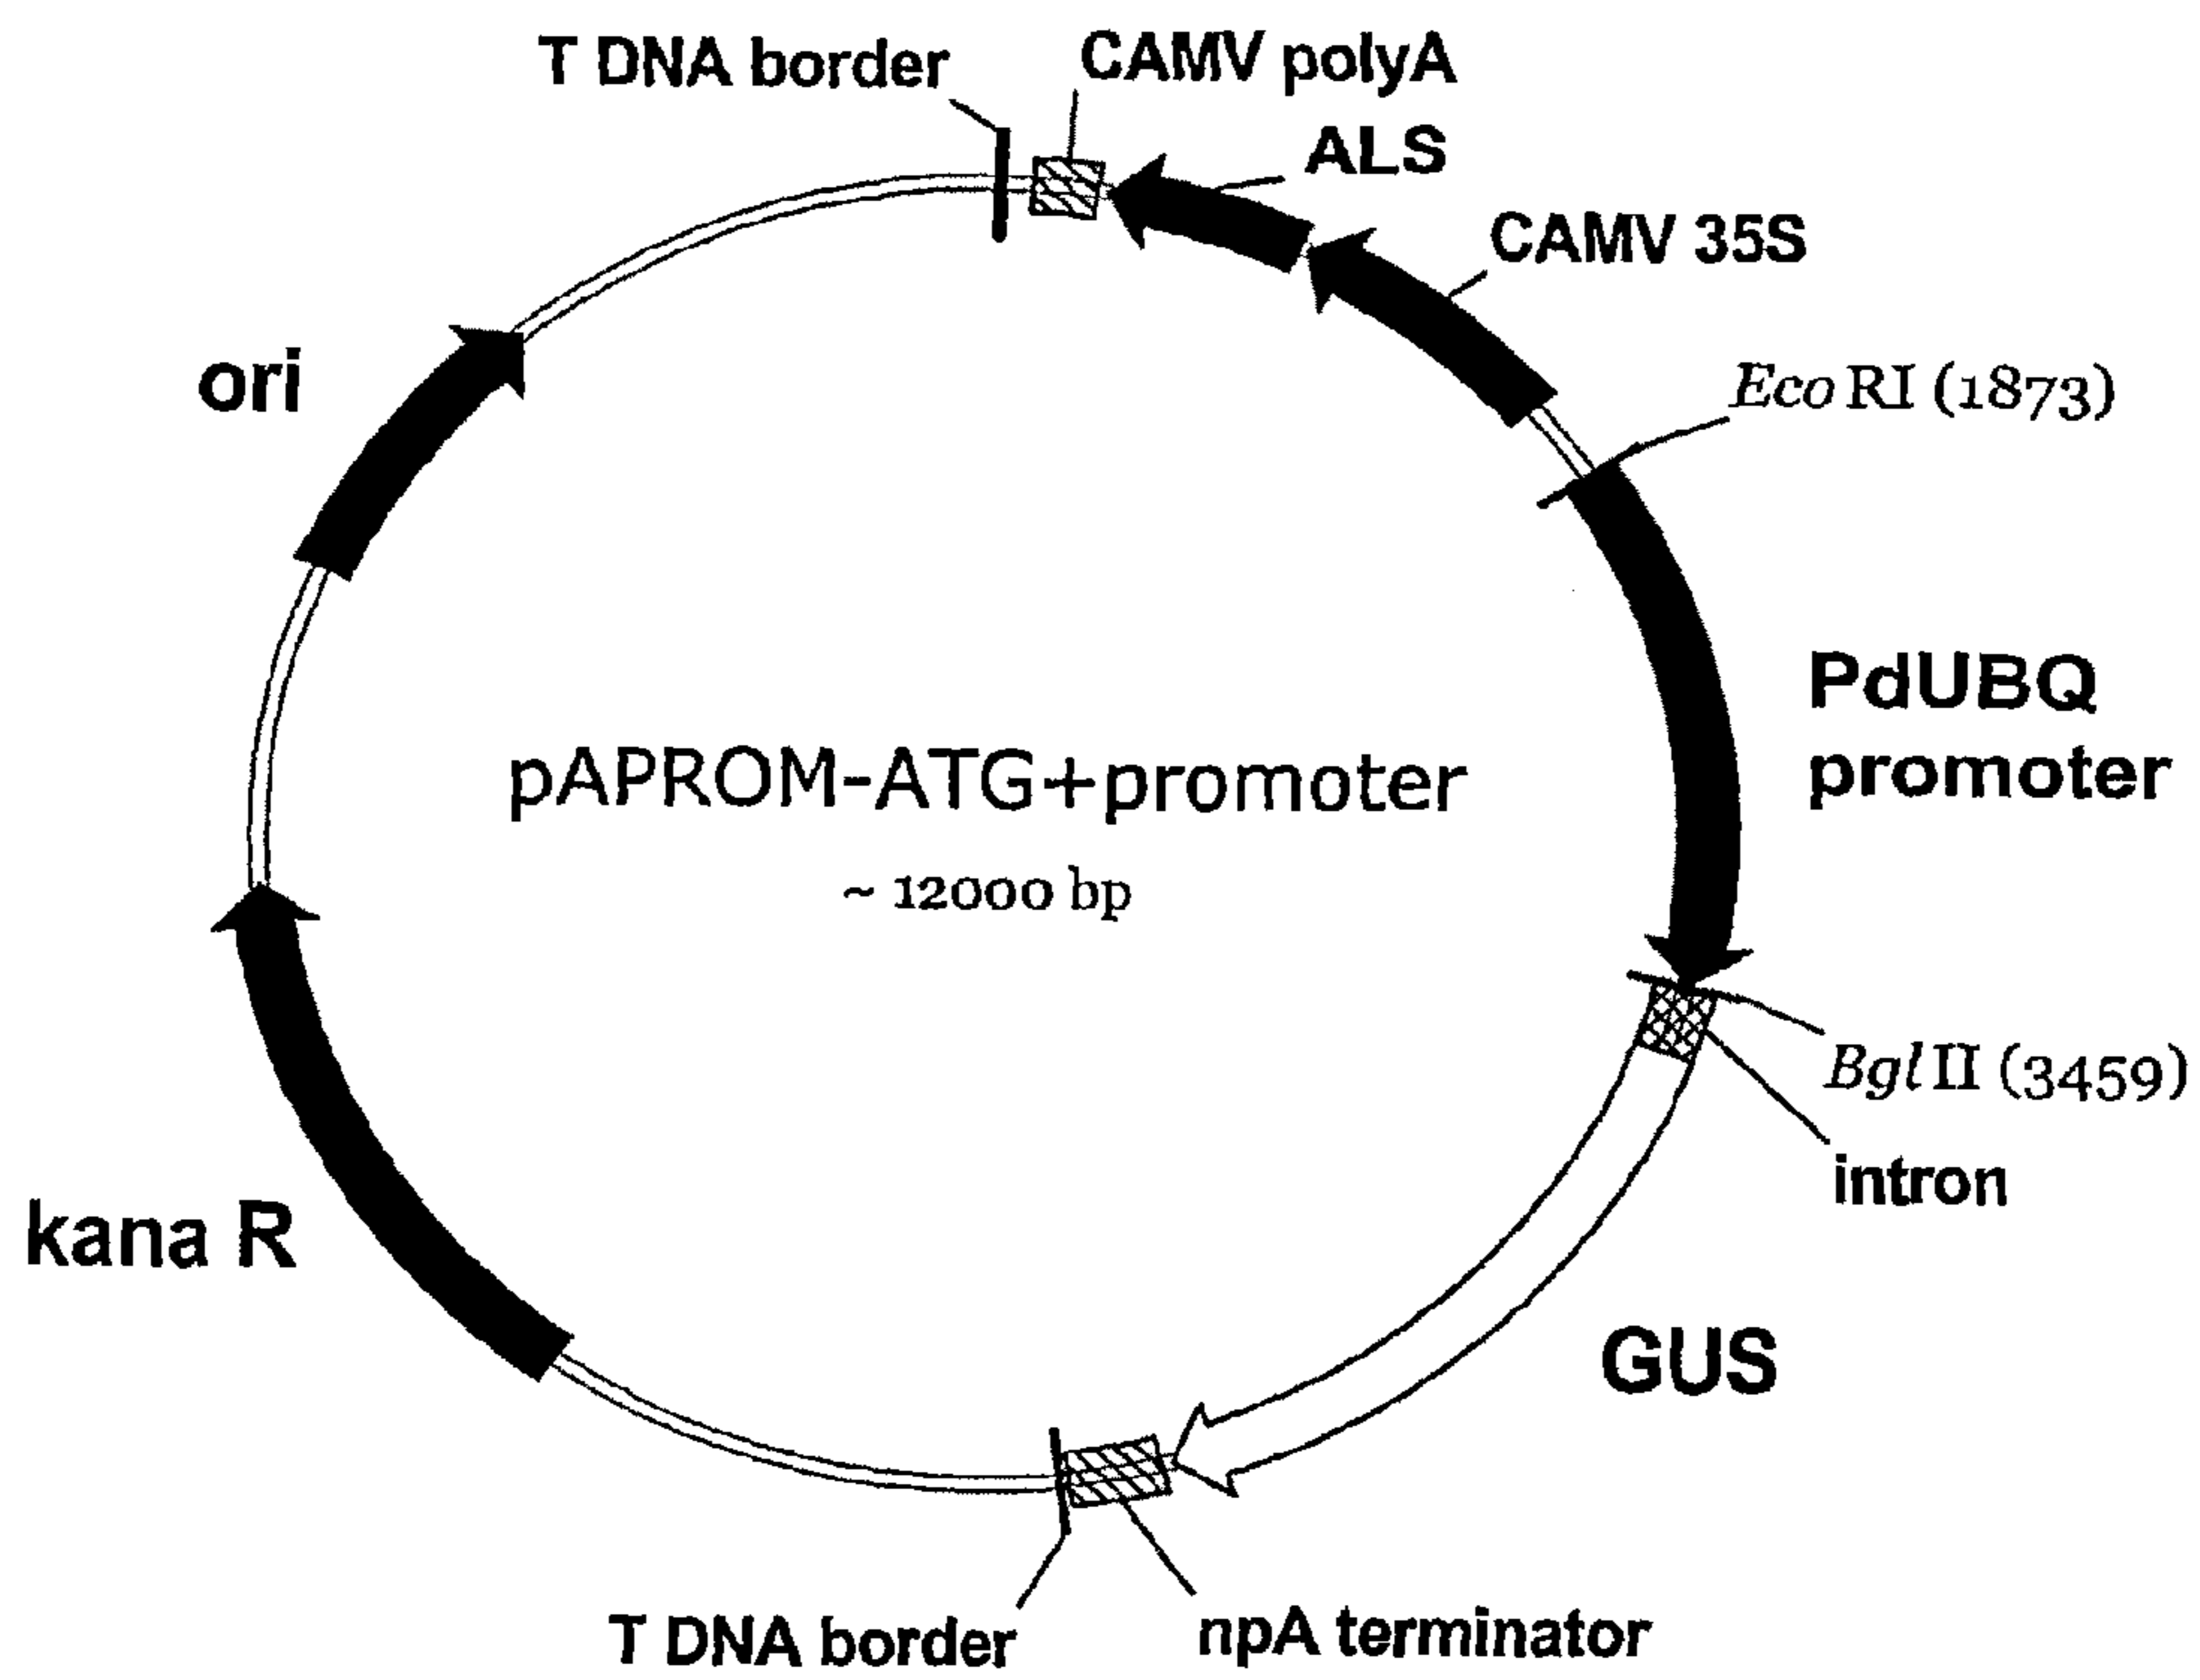 T DNA border
CAMV polyA
ALS
CAMV 35S
EcoRI (1873)
ori
PdUBQ
promoter
pAPROM-ATG+promoter
~ 12000 bp
BglII (3459)
intron
kana R
GUS
T DNA border
npA terminator